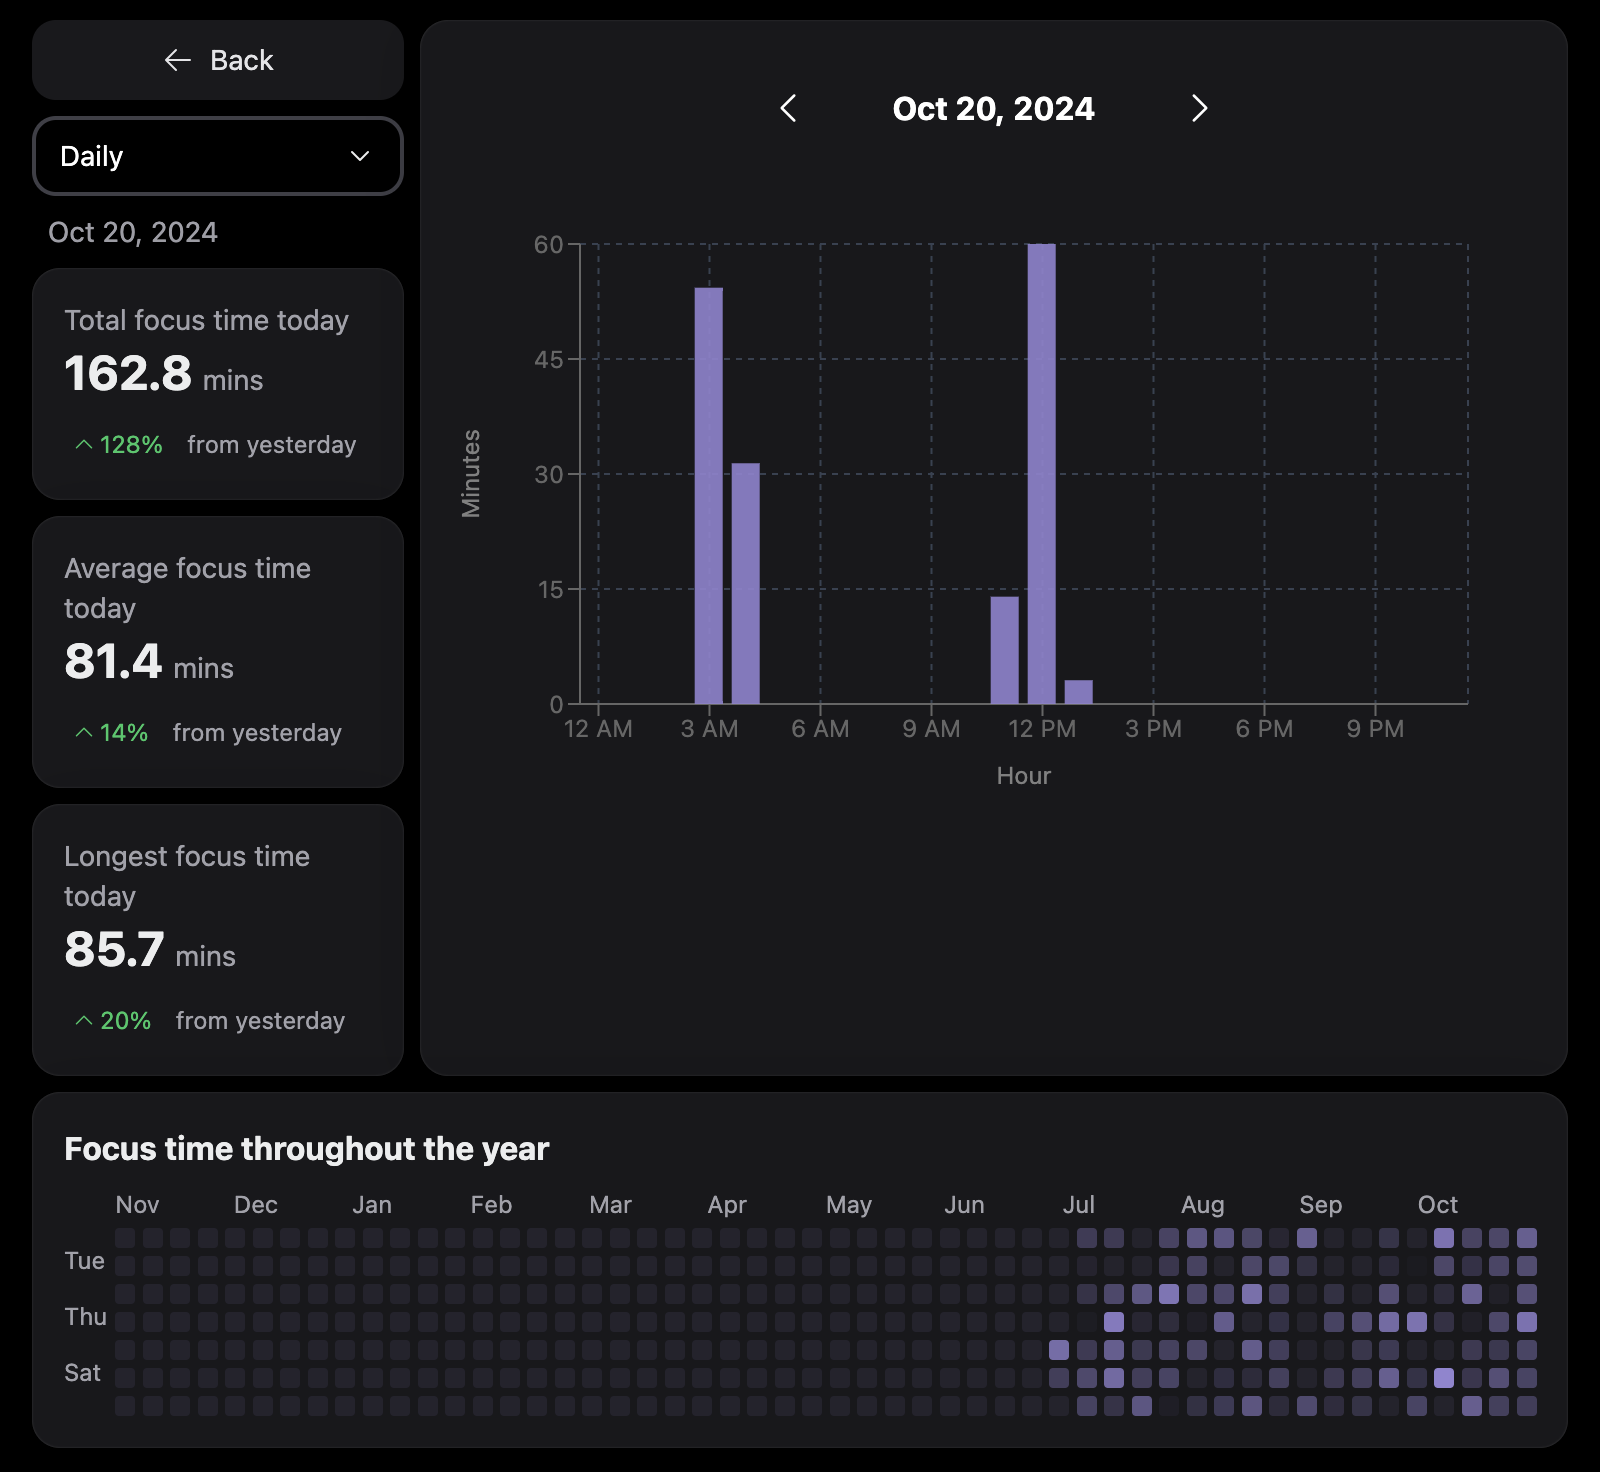 Back
Daily
Oct 20, 2024
Total focus time today
162.8 mins
128% from yesterday
Average focus time
today
81.4 mins
14% from yesterday
Longest focus time
today
85.7 mins
20% from yesterday
Oct 20, 2024
60
45
30
15
0
Minutes
12 AM 3 AM 6 AM 9 AM 12 PM 3 PM 6 PM 9 PM
Hour
Focus time throughout the year
Nov Dec Jan Feb Mar Apr May Jun Jul Aug Sep Oct
Tue
Thu
Sat